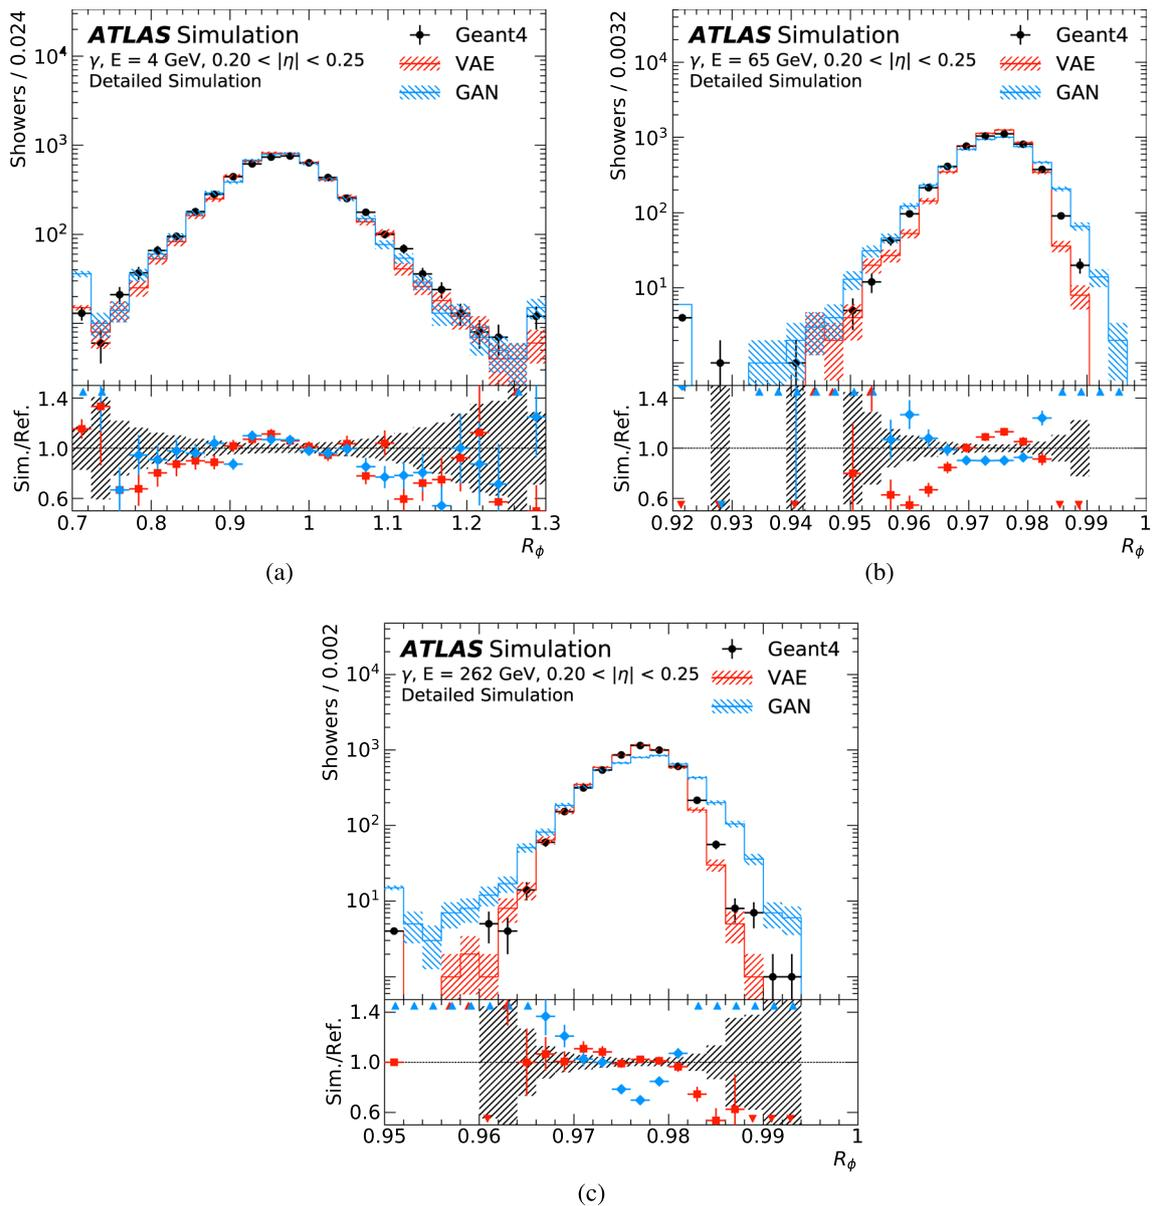 Showers / 0.024
10⁴
10³
10²
ATLAS Simulation
γ, E = 4 GeV, 0.20 < |η| < 0.25
Detailed Simulation
Geant4
VAE
GAN
Sim./Ref.
1.4
1.0
0.6
0.7 0.8 0.9 1 1.1 1.2 1.3
R_ϕ
(a)
Showers / 0.0032
10⁴
10³
10²
10¹
ATLAS Simulation
γ, E = 65 GeV, 0.20 < |η| < 0.25
Detailed Simulation
Geant4
VAE
GAN
Sim./Ref.
1.4
1.0
0.6
0.92 0.93 0.94 0.95 0.96 0.97 0.98 0.99 1
R_ϕ
(b)
Showers / 0.002
10⁴
10³
10²
10¹
ATLAS Simulation
γ, E = 262 GeV, 0.20 < |η| < 0.25
Detailed Simulation
Geant4
VAE
GAN
Sim./Ref.
1.4
1.0
0.6
0.95 0.96 0.97 0.98 0.99 1
R_ϕ
(c)